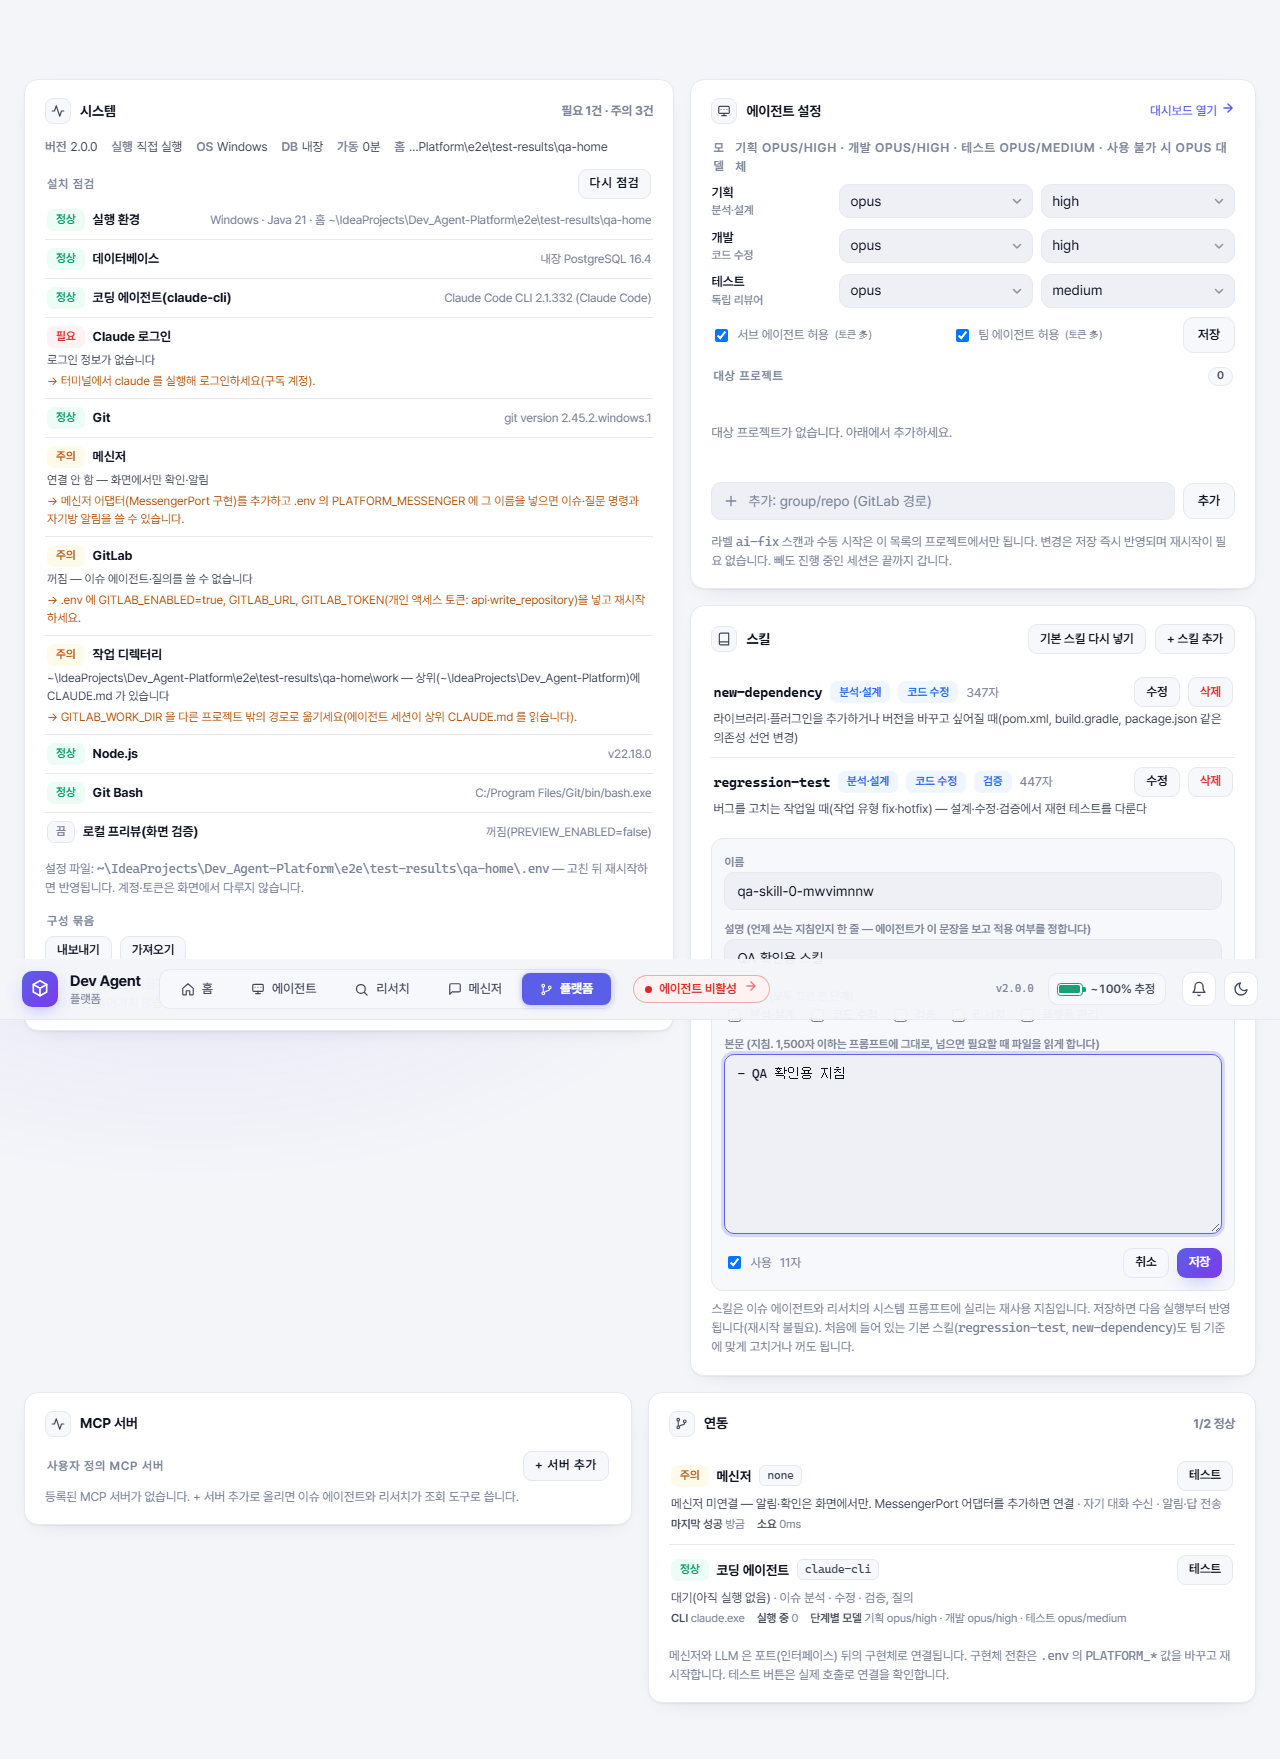 시스템
필요 1건 · 주의 3건
버전 2.0.0 실행 직접 실행 OS Windows DB 내장 가동 0분 홈 ...Platform\e2e\test-results\qa-home
설치 점검
다시 점검
정상 실행 환경 Windows · Java 21 · 홈 ~\IdeaProjects\Dev_Agent-Platform\e2e\test-results\qa-home
정상 데이터베이스 내장 PostgreSQL 16.4
정상 코딩 에이전트(claude-cli) Claude Code CLI 2.1.332 (Claude Code)
필요 Claude 로그인
로그인 정보가 없습니다
→ 터미널에서 claude 를 실행해 로그인하세요(구독 계정).
정상 Git git version 2.45.2.windows.1
주의 메신저
연결 안 함 — 화면에서만 확인·알림
→ 메신저 어댑터(MessengerPort 구현)를 추가하고 .env 의 PLATFORM_MESSENGER 에 그 이름을 넣으면 이슈·질문 명령과
자기방 알림을 쓸 수 있습니다.
주의 GitLab
꺼짐 — 이슈 에이전트·질의를 쓸 수 없습니다
→ .env 에 GITLAB_ENABLED=true, GITLAB_URL, GITLAB_TOKEN(개인 액세스 토큰: api·write_repository)을 넣고 재시작
하세요.
주의 작업 디렉터리
~\IdeaProjects\Dev_Agent-Platform\e2e\test-results\qa-home\work — 상위(~\IdeaProjects\Dev_Agent-Platform)에
CLAUDE.md 가 있습니다
→ GITLAB_WORK_DIR 을 다른 프로젝트 밖의 경로로 옮기세요(에이전트 세션이 상위 CLAUDE.md 를 읽습니다).
정상 Node.js v22.18.0
정상 Git Bash C:/Program Files/Git/bin/bash.exe
끔 로컬 프리뷰(화면 검증) 꺼짐(PREVIEW_ENABLED=false)
설정 파일: ~\IdeaProjects\Dev_Agent-Platform\e2e\test-results\qa-home\.env — 고친 뒤 재시작하
면 반영됩니다. 계정·토큰은 화면에서 다루지 않습니다.
구성 묶음
내보내기 가져오기
에이전트 설정
대시보드 열기 →
모델 기획 OPUS/HIGH · 개발 OPUS/HIGH · 테스트 OPUS/MEDIUM · 사용 불가 시 OPUS 대체
기획 opus high
분석·설계
개발 opus high
코드 수정
테스트 opus medium
독립 리뷰어
서브 에이전트 허용 (토큰 多) 팀 에이전트 허용 (토큰 多) 저장
대상 프로젝트 0
대상 프로젝트가 없습니다. 아래에서 추가하세요.
추가: group/repo (GitLab 경로) 추가
라벨 ai-fix 스캔과 수동 시작은 이 목록의 프로젝트에서만 됩니다. 변경은 저장 즉시 반영되며 재시작이 필
요 없습니다. 빼도 진행 중인 세션은 끝까지 갑니다.
스킬 기본 스킬 다시 넣기 + 스킬 추가
new-dependency 분석·설계 코드 수정 347자 수정 삭제
라이브러리·플러그인을 추가하거나 버전을 바꾸고 싶어질 때(pom.xml, build.gradle, package.json 같은
의존성 선언 변경)
regression-test 분석·설계 코드 수정 검증 447자 수정 삭제
버그를 고치는 작업일 때(작업 유형 fix·hotfix) — 설계·수정·검증에서 재현 테스트를 다룬다
이름
qa-skill-0-mwvimnnw
설명 (언제 쓰는 지침인지 한 줄 — 에이전트가 이 문장을 보고 적용 여부를 정합니다)
QA 확인용 스킬
Dev Agent
플랫폼
홈 에이전트 리서치 메신저 플랫폼
에이전트 비활성 →
v2.0.0 ~100% 추정
본문 (지침. 1,500자 이하는 프롬프트에 그대로, 넘으면 필요할 때 파일을 읽게 합니다)
- QA 확인용 지침
사용 11자 취소 저장
스킬은 이슈 에이전트와 리서치의 시스템 프롬프트에 실리는 재사용 지침입니다. 저장하면 다음 실행부터 반영
됩니다(재시작 불필요). 처음에 들어 있는 기본 스킬(regression-test, new-dependency)도 팀 기준
에 맞게 고치거나 꺼도 됩니다.
MCP 서버
사용자 정의 MCP 서버 + 서버 추가
등록된 MCP 서버가 없습니다. + 서버 추가로 올리면 이슈 에이전트와 리서치가 조회 도구로 씁니다.
연동 1/2 정상
주의 메신저 none 테스트
메신저 미연결 — 알림·확인은 화면에서만. MessengerPort 어댑터를 추가하면 연결 · 자기 대화 수신 · 알림·답 전송
마지막 성공 방금 소요 0ms
정상 코딩 에이전트 claude-cli 테스트
대기(아직 실행 없음) · 이슈 분석 · 수정 · 검증, 질의
CLI claude.exe 실행 중 0 단계별 모델 기획 opus/high · 개발 opus/high · 테스트 opus/medium
메신저와 LLM 은 포트(인터페이스) 뒤의 구현체로 연결됩니다. 구현체 전환은 .env 의 PLATFORM_* 값을 바꾸고 재
시작합니다. 테스트 버튼은 실제 호출로 연결을 확인합니다.